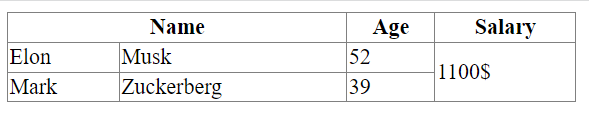 Name Age Salary
Elon Musk 52 1100$
Mark Zuckerberg 39